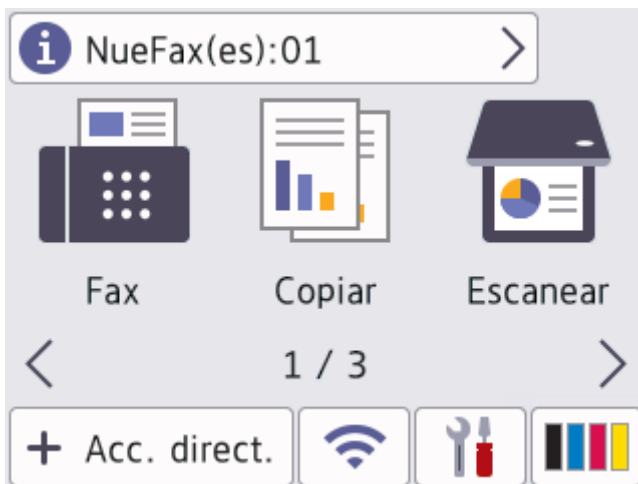 NueFax(es):01
Fax
Copiar
Escanear
1 / 3
+ Acc. direct.